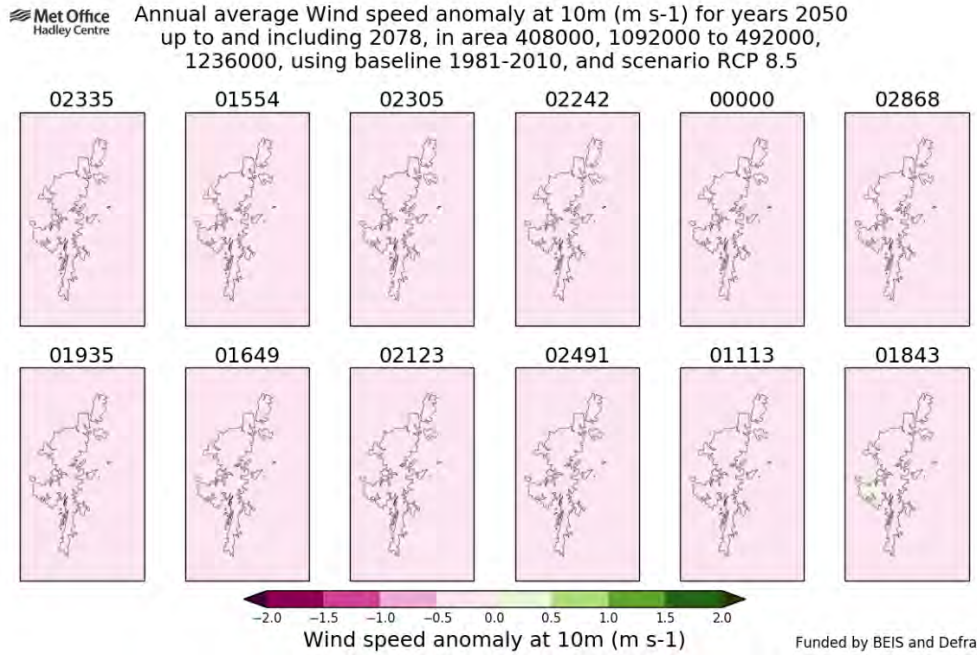 Met Office
Hadley Centre
Annual average Wind speed anomaly at 10m (m s-1) for years 2050
up to and including 2078, in area 408000, 1092000 to 492000,
1236000, using baseline 1981-2010, and scenario RCP 8.5
02335 01554 02305 02242 00000 02868
01935 01649 02123 02491 01113 01843
−2.0 −1.5 −1.0 −0.5 0.0 0.5 1.0 1.5 2.0
Wind speed anomaly at 10m (m s-1)
Funded by BEIS and Defra